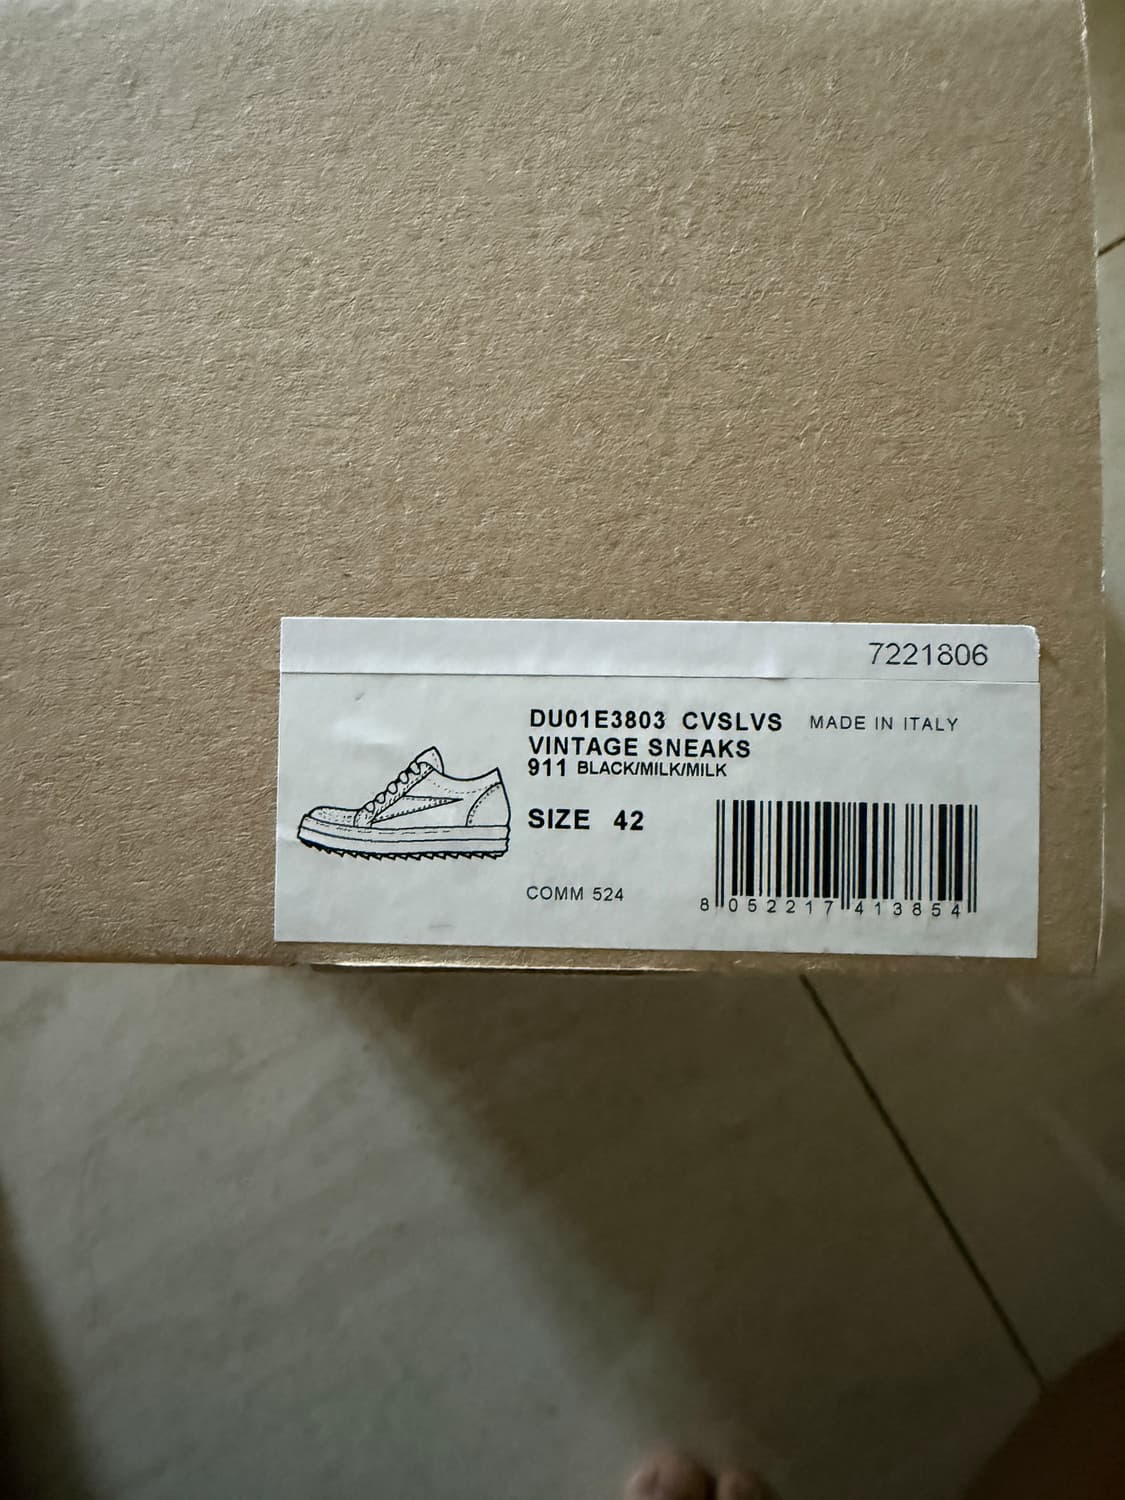 7221806
DU01E3803 CVSLVS MADE IN ITALY
VINTAGE SNEAKS
911 BLACK/MILK/MILK
SIZE 42
COMM 524
8 052217 413854